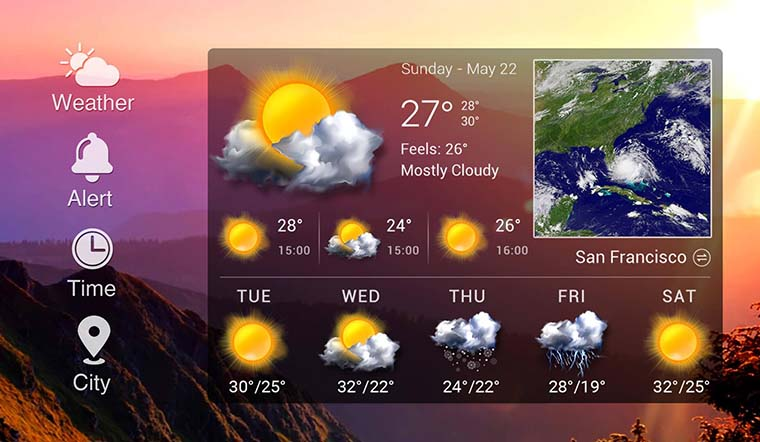 Weather
Alert
Time
City
Sunday - May 22
27° 28°
30°
Feels: 26°
Mostly Cloudy
28° 24° 26°
15:00 15:00 16:00
San Francisco
TUE WED THU FRI SAT
30°/25° 32°/22° 24°/22° 28°/19° 32°/25°